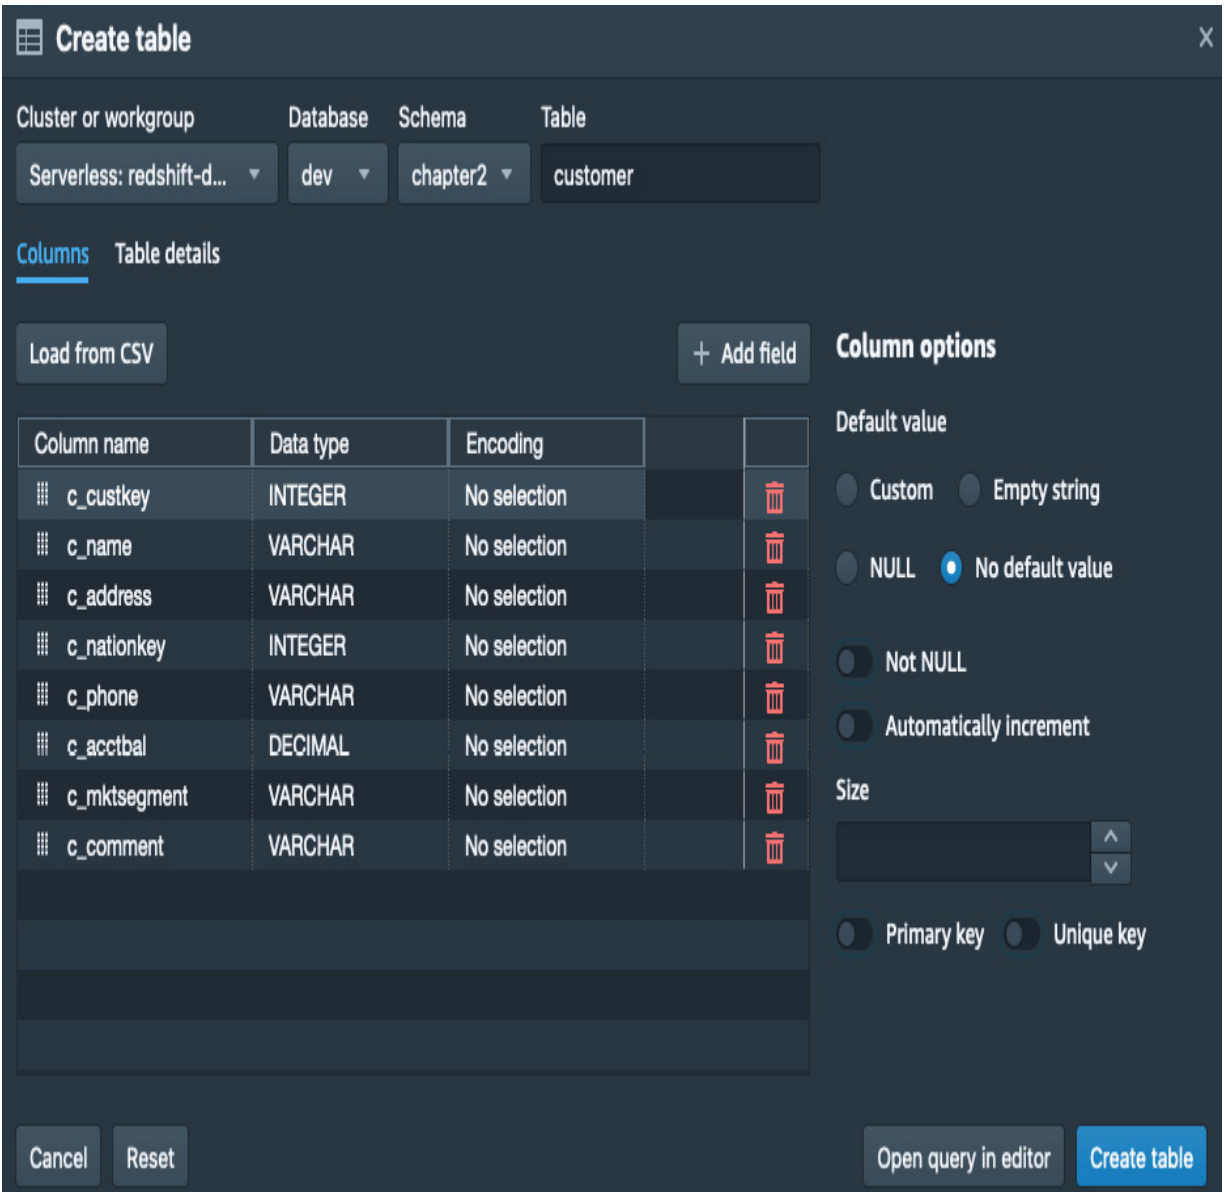 Create table
X
Cluster or workgroup Database Schema Table
Serverless: redshift-d... dev chapter2 customer
Columns Table details
Load from CSV + Add field Column options
Default value
Column name Data type Encoding
c_custkey INTEGER No selection Custom Empty string
c_name VARCHAR No selection
NULL No default value
c_address VARCHAR No selection
c_nationkey INTEGER No selection Not NULL
c_phone VARCHAR No selection
Automatically increment
c_acctbal DECIMAL No selection
c_mktsegment VARCHAR No selection Size
c_comment VARCHAR No selection
Primary key Unique key
Cancel Reset Open query in editor Create table